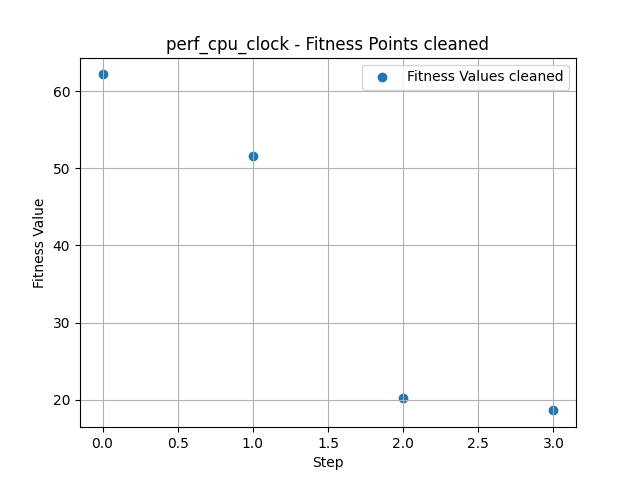 perf_cpu_clock - Fitness Points cleaned
Fitness Values cleaned
Fitness Value
60
50
40
30
20
0.0 0.5 1.0 1.5 2.0 2.5 3.0
Step